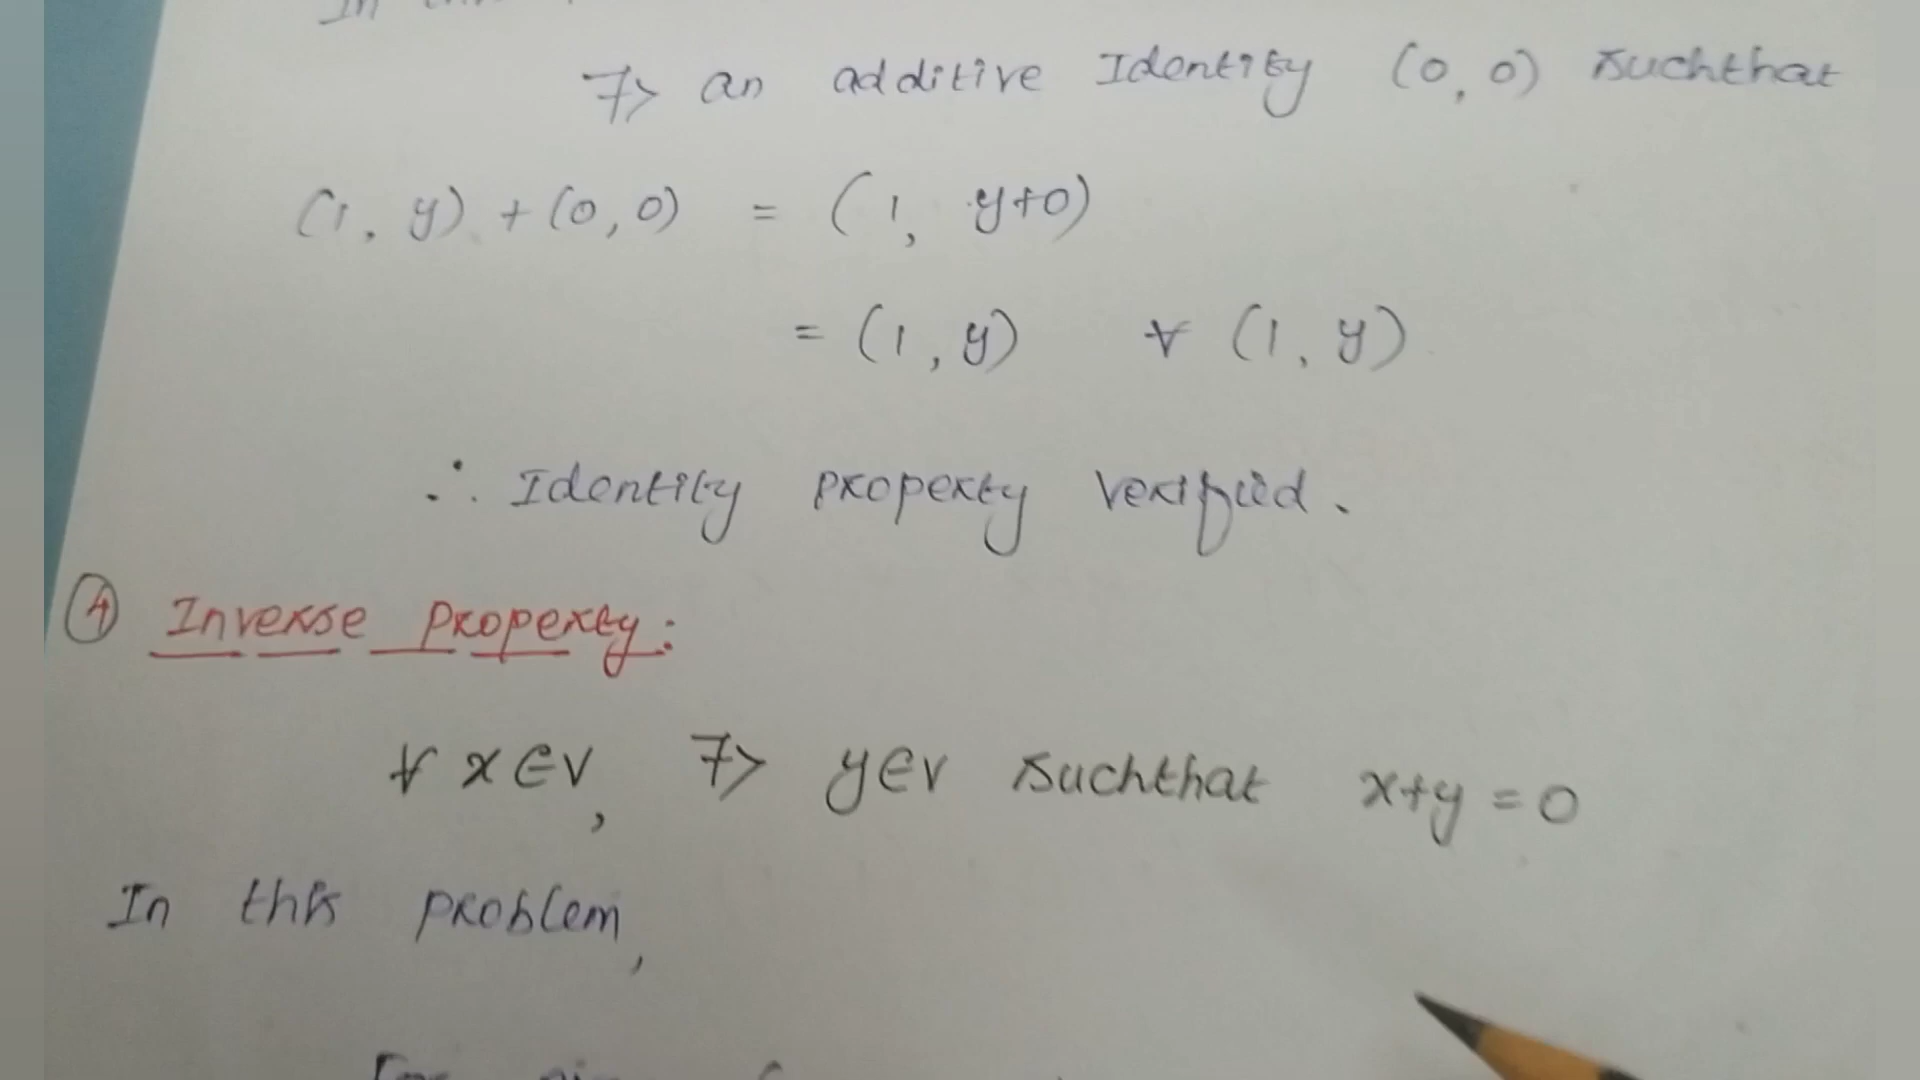 In
∃ an additive Identity (0, 0) suchthat
(1, y) + (0, 0) = (1, y+0)
= (1, y) ∀ (1, y)
∴ Identity property verified.
④ Inverse Property:
∀ x∈V, ∃ y∈V suchthat x+y = 0
In this problem,